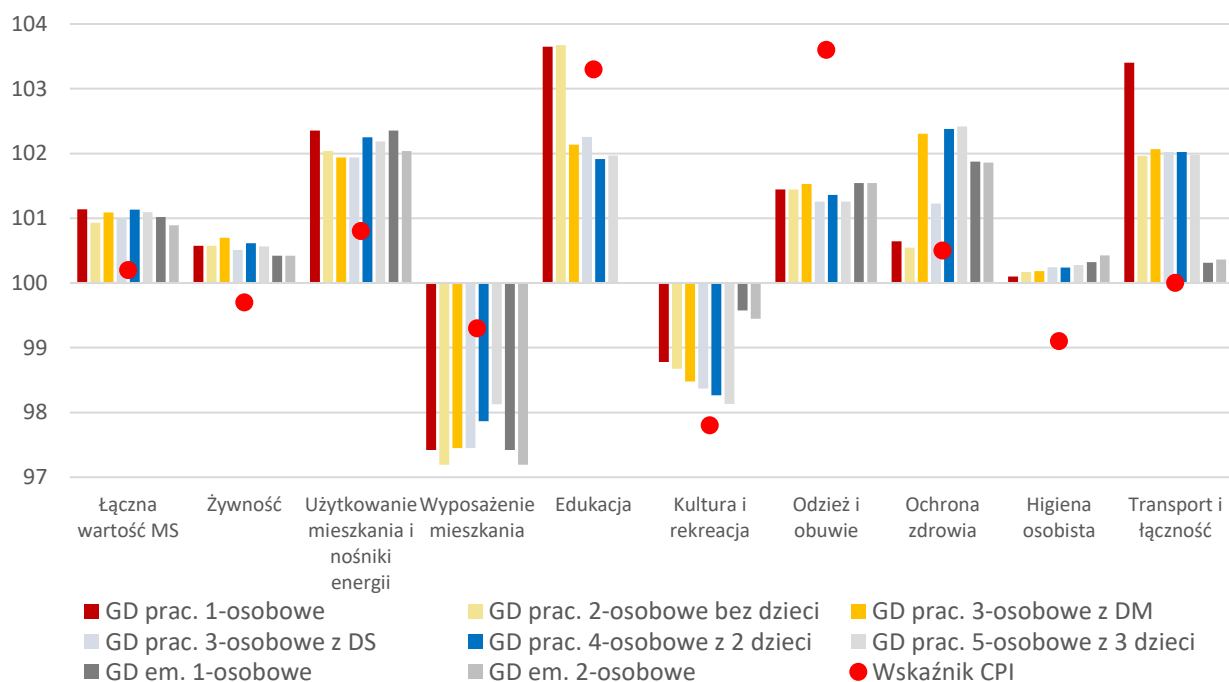 104
103
102
101
100
99
98
97
Łączna wartość MS
Żywność
Użytkowanie mieszkania i nośniki energii
Wyposażenie mieszkania
Edukacja
Kultura i rekreacja
Odzież i obuwie
Ochrona zdrowia
Higiena osobista
Transport i łączność
GD prac. 1-osobowe
GD prac. 2-osobowe bez dzieci
GD prac. 3-osobowe z DM
GD prac. 3-osobowe z DS
GD prac. 4-osobowe z 2 dzieci
GD prac. 5-osobowe z 3 dzieci
GD em. 1-osobowe
GD em. 2-osobowe
Wskaźnik CPI